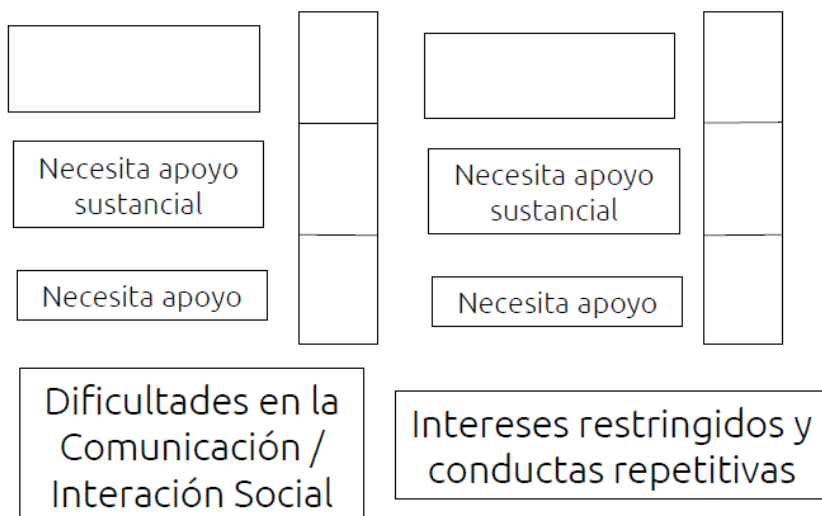 Necesita apoyo
sustancial
Necesita apoyo
Dificultades en la
Comunicación /
Interación Social
Necesita apoyo
sustancial
Necesita apoyo
Intereses restringidos y
conductas repetitivas